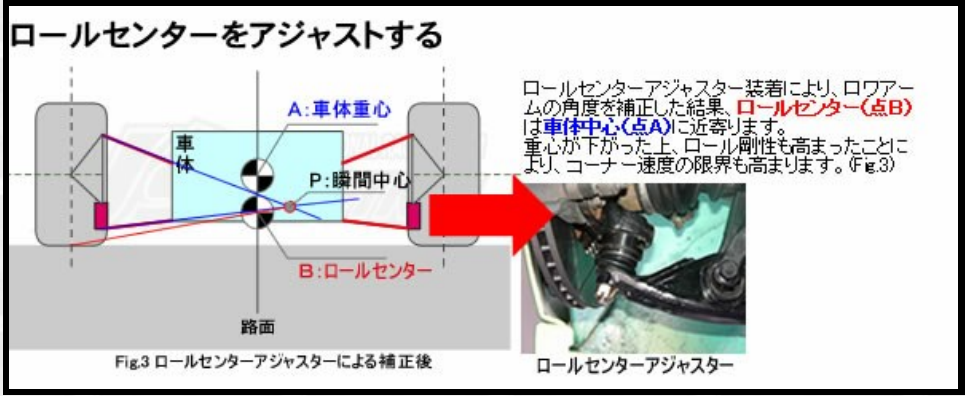 ロールセンターをアジャストする
A:車体重心
車体
P:瞬間中心
B:ロールセンター
路面
Fig.3 ロールセンターアジャスターによる補正後
ロールセンターアジャスター装着により、ロワアー
ムの角度を補正した結果、ロールセンター(点B)
は車体中心(点A)に近寄ります。
重心が下がった上、ロール剛性も高まったことに
より、コーナー速度の限界も高まります。(Fig.3)
ロールセンターアジャスター